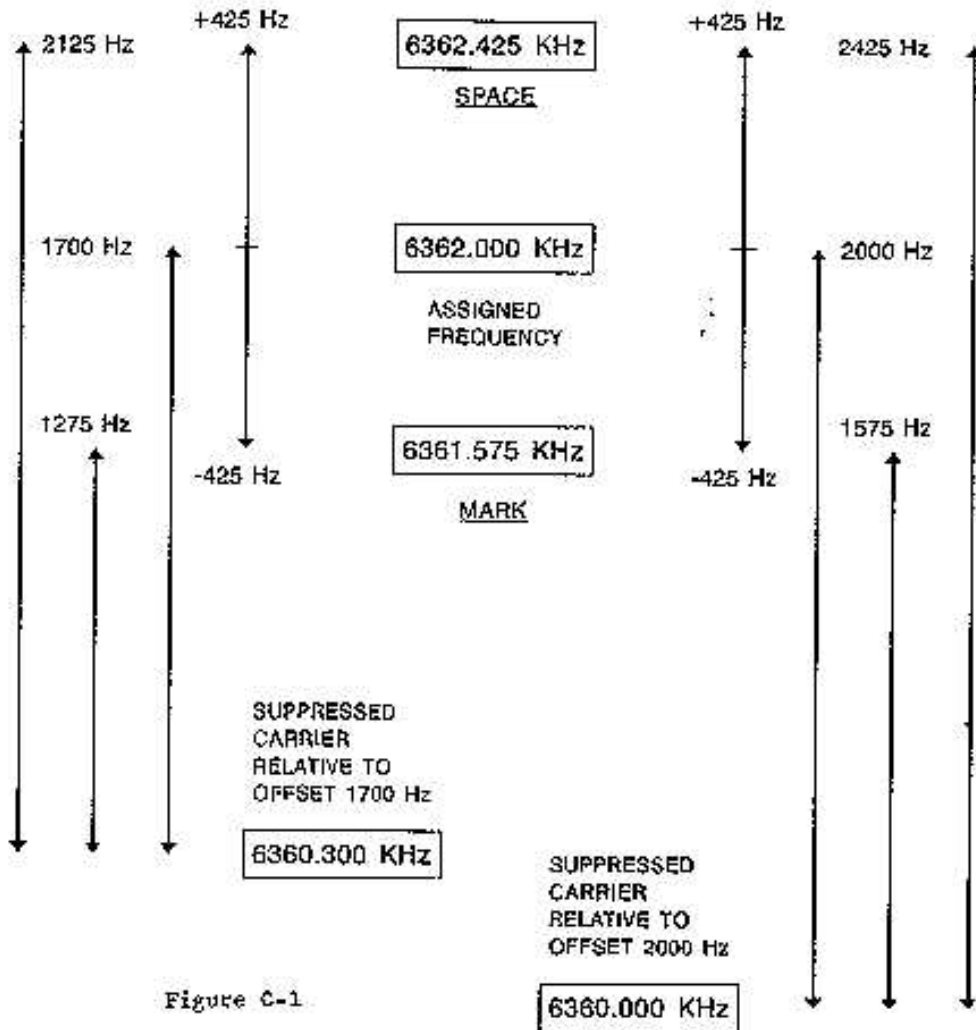 +425 Hz
2125 Hz
6362.425 KHz
SPACE
+425 Hz
2425 Hz
1700 Hz
6362.000 KHz
2000 Hz
ASSIGNED
FREQUENCY
1275 Hz
-425 Hz
6361.575 KHz
MARK
1575 Hz
-425 Hz
SUPPRESSED
CARRIER
RELATIVE TO
OFFSET 1700 Hz
6360.300 KHz
SUPPRESSED
CARRIER
RELATIVE TO
OFFSET 2000 Hz
6360.000 KHz
Figure C-1